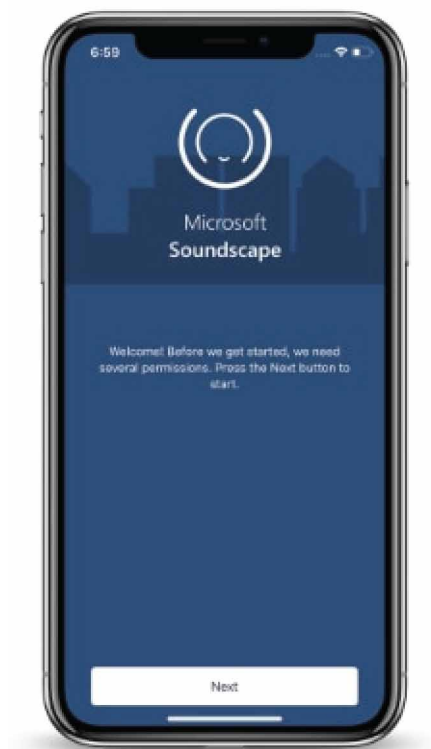 6:59
Microsoft
Soundscape
Welcome! Before we get started, we need
several permissions. Press the Next button to
start.
Next